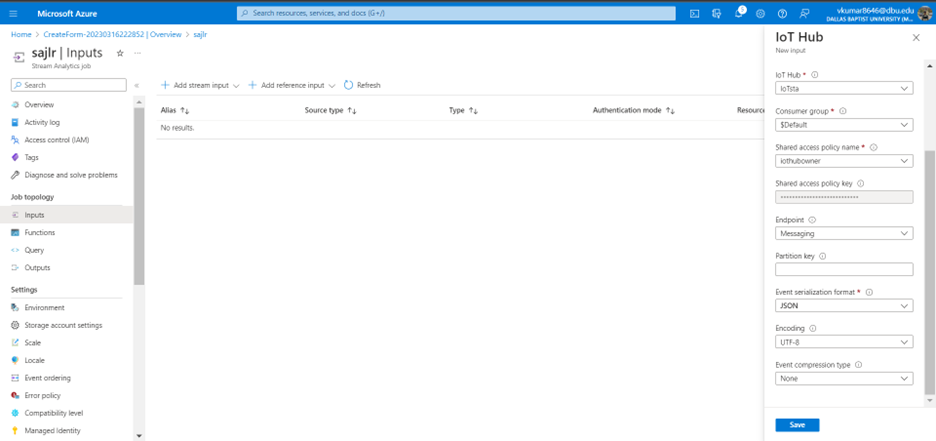 Microsoft Azure
Search resources, services, and docs (G+/)
1
vkumar8646@dbu.edu
DALLAS BAPTIST UNIVERSITY (M...
Home > CreateForm-20230316222852 | Overview > sajlr
sajlr | Inputs
Stream Analytics job
Search
Overview
Activity log
Access control (IAM)
Tags
Diagnose and solve problems
Job topology
Inputs
Functions
Query
Outputs
Settings
Environment
Storage account settings
Scale
Locale
Event ordering
Error policy
Compatibility level
Managed Identity
+ Add stream input
+ Add reference input
Refresh
Alias Source type Type Authentication mode Resource
No results.
IoT Hub
New input
IoT Hub *
IoTsta
Consumer group *
$Default
Shared access policy name *
iothubowner
Shared access policy key
Endpoint
Messaging
Partition key
Event serialization format *
JSON
Encoding
UTF-8
Event compression type
None
Save